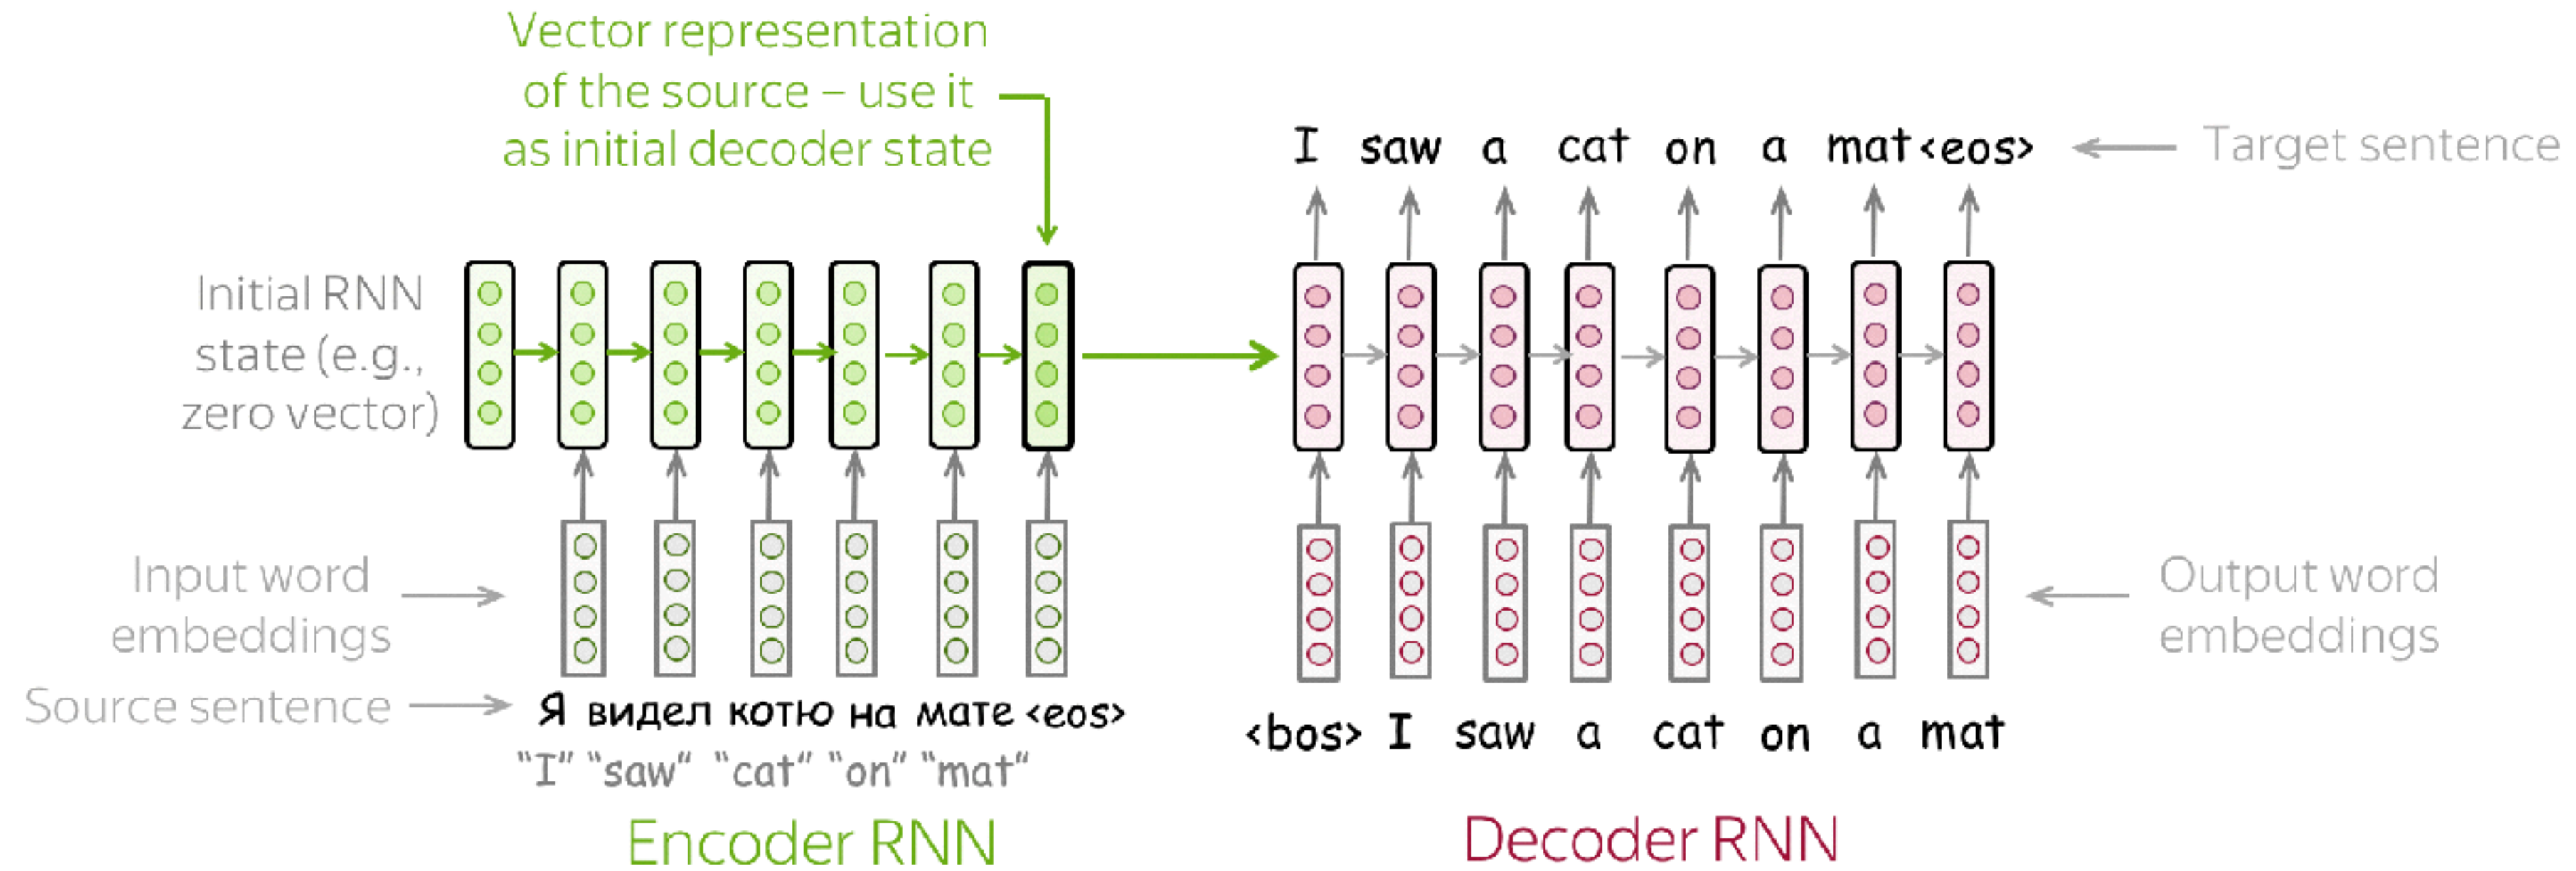 Vector representation
of the source – use it
as initial decoder state
I saw a cat on a mat <eos>
Target sentence
Initial RNN
state (e.g.,
zero vector)
Input word
embeddings
Output word
embeddings
Source sentence
Я видел котю на мате <eos>
"I" "saw" "cat" "on" "mat"
<bos> I saw a cat on a mat
Encoder RNN
Decoder RNN